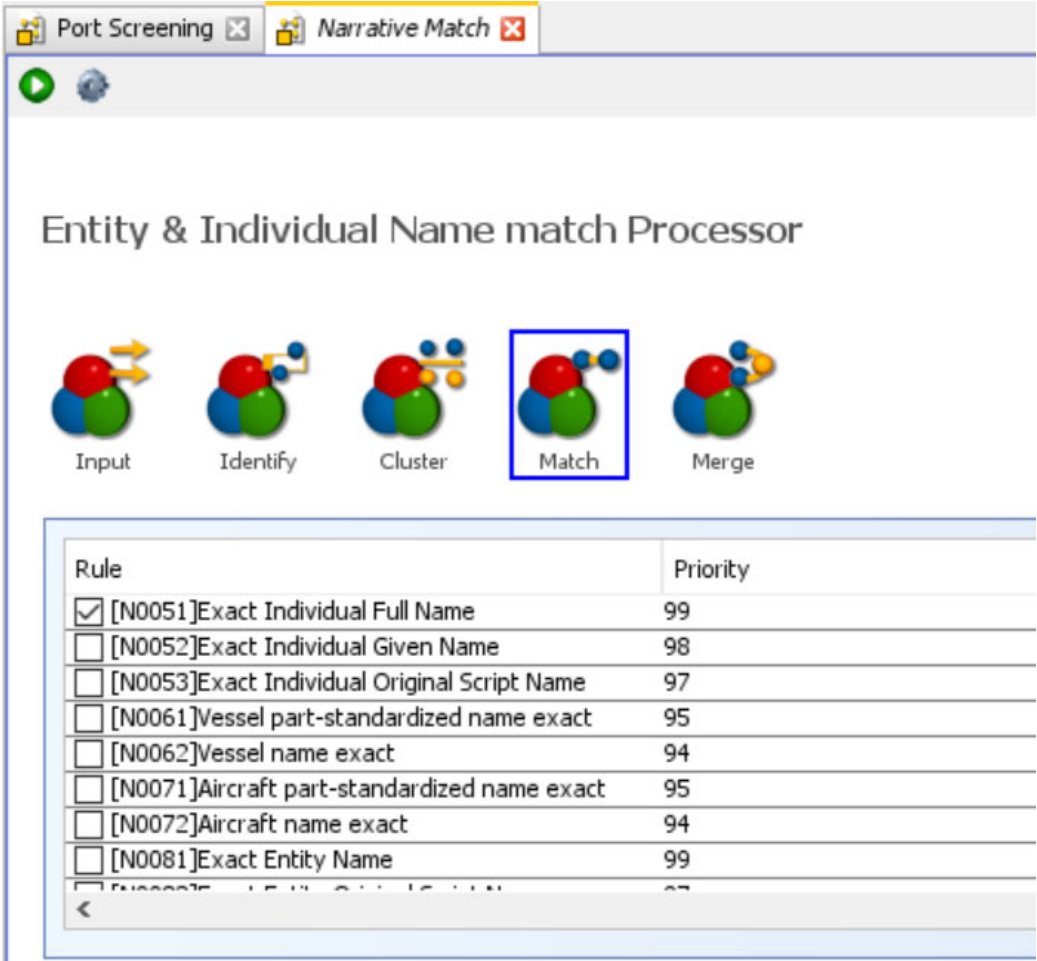 Port Screening Narrative Match
Entity & Individual Name match Processor
Input Identify Cluster Match Merge
Rule Priority
[N0051]Exact Individual Full Name 99
[N0052]Exact Individual Given Name 98
[N0053]Exact Individual Original Script Name 97
[N0061]Vessel part-standardized name exact 95
[N0062]Vessel name exact 94
[N0071]Aircraft part-standardized name exact 95
[N0072]Aircraft name exact 94
[N0081]Exact Entity Name 99